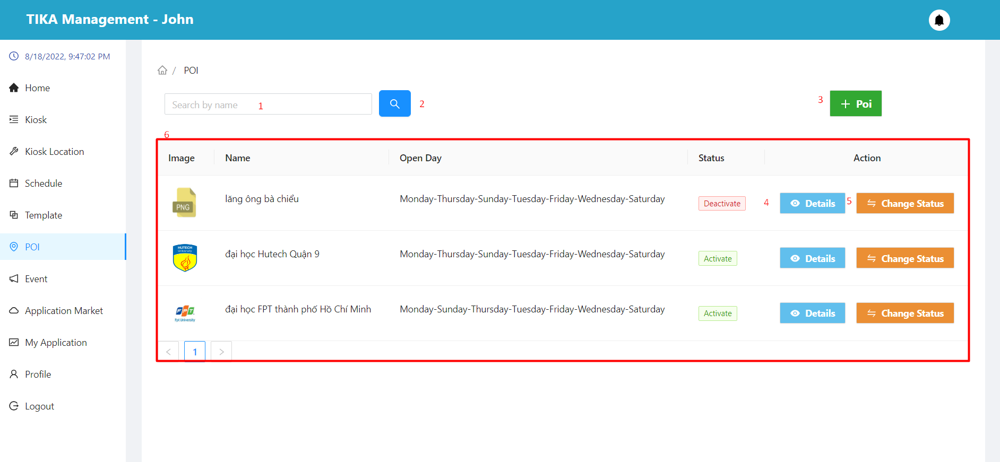 TIKA Management - John
8/18/2022, 9:47:02 PM
Home
Kiosk
Kiosk Location
Schedule
Template
POI
Event
Application Market
My Application
Profile
Logout
/ POI
Search by name 1
2
3
+ Poi
6
Image Name Open Day Status Action
PNG
lăng ông bà chiểu Monday-Thursday-Sunday-Tuesday-Friday-Wednesday-Saturday Deactivate 4 Details 5 Change Status
HUTECH
University
đại học Hutech Quận 9 Monday-Thursday-Sunday-Tuesday-Friday-Wednesday-Saturday Activate Details Change Status
FPT
Fpt University
đại học FPT thành phố Hồ Chí Minh Monday-Sunday-Thursday-Tuesday-Friday-Wednesday-Saturday Activate Details Change Status
< 1 >